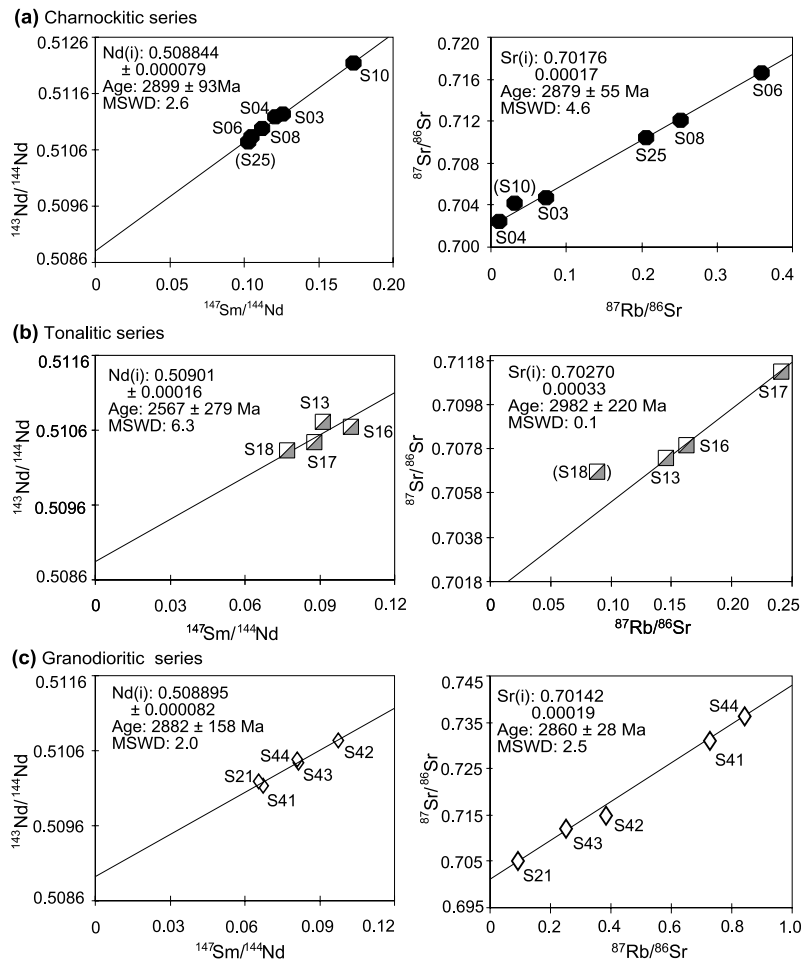 (a) Charnockitic series
0.5126
0.5116
0.5106
0.5096
0.5086
143Nd/144Nd
Nd(i): 0.508844
± 0.000079
Age: 2899 ± 93Ma
MSWD: 2.6
S10
S04
S03
S06
S08
(S25)
0
0.05
0.10
0.15
0.20
147Sm/144Nd
0.720
0.716
0.712
0.708
0.704
0.700
87Sr/86Sr
Sr(i): 0.70176
0.00017
Age: 2879 ± 55 Ma
MSWD: 4.6
S06
S08
S25
(S10)
S03
S04
0
0.1
0.2
0.3
0.4
87Rb/86Sr
(b) Tonalitic series
0.5116
0.5106
0.5096
0.5086
143Nd/144Nd
Nd(i): 0.50901
± 0.00016
Age: 2567 ± 279 Ma
MSWD: 6.3
S13
S16
S18
S17
0
0.03
0.06
0.09
0.12
147Sm/144Nd
0.7118
0.7098
0.7078
0.7058
0.7038
0.7018
87Sr/86Sr
Sr(i): 0.70270
0.00033
Age: 2982 ± 220 Ma
MSWD: 0.1
S17
S16
(S18 )
S13
0
0.05
0.10
0.15
0.20
0.25
87Rb/86Sr
(c) Granodioritic series
0.5116
0.5106
0.5096
0.5086
143Nd/144Nd
Nd(i): 0.508895
± 0.000082
Age: 2882 ± 158 Ma
MSWD: 2.0
S44
S42
S43
S21
S41
0
0.03
0.06
0.09
0.12
147Sm/144Nd
0.745
0.735
0.725
0.715
0.705
0.695
87Sr/86Sr
Sr(i): 0.70142
0.00019
Age: 2860 ± 28 Ma
MSWD: 2.5
S44
S41
S42
S43
S21
0
0.2
0.4
0.6
0.8
1.0
87Rb/86Sr